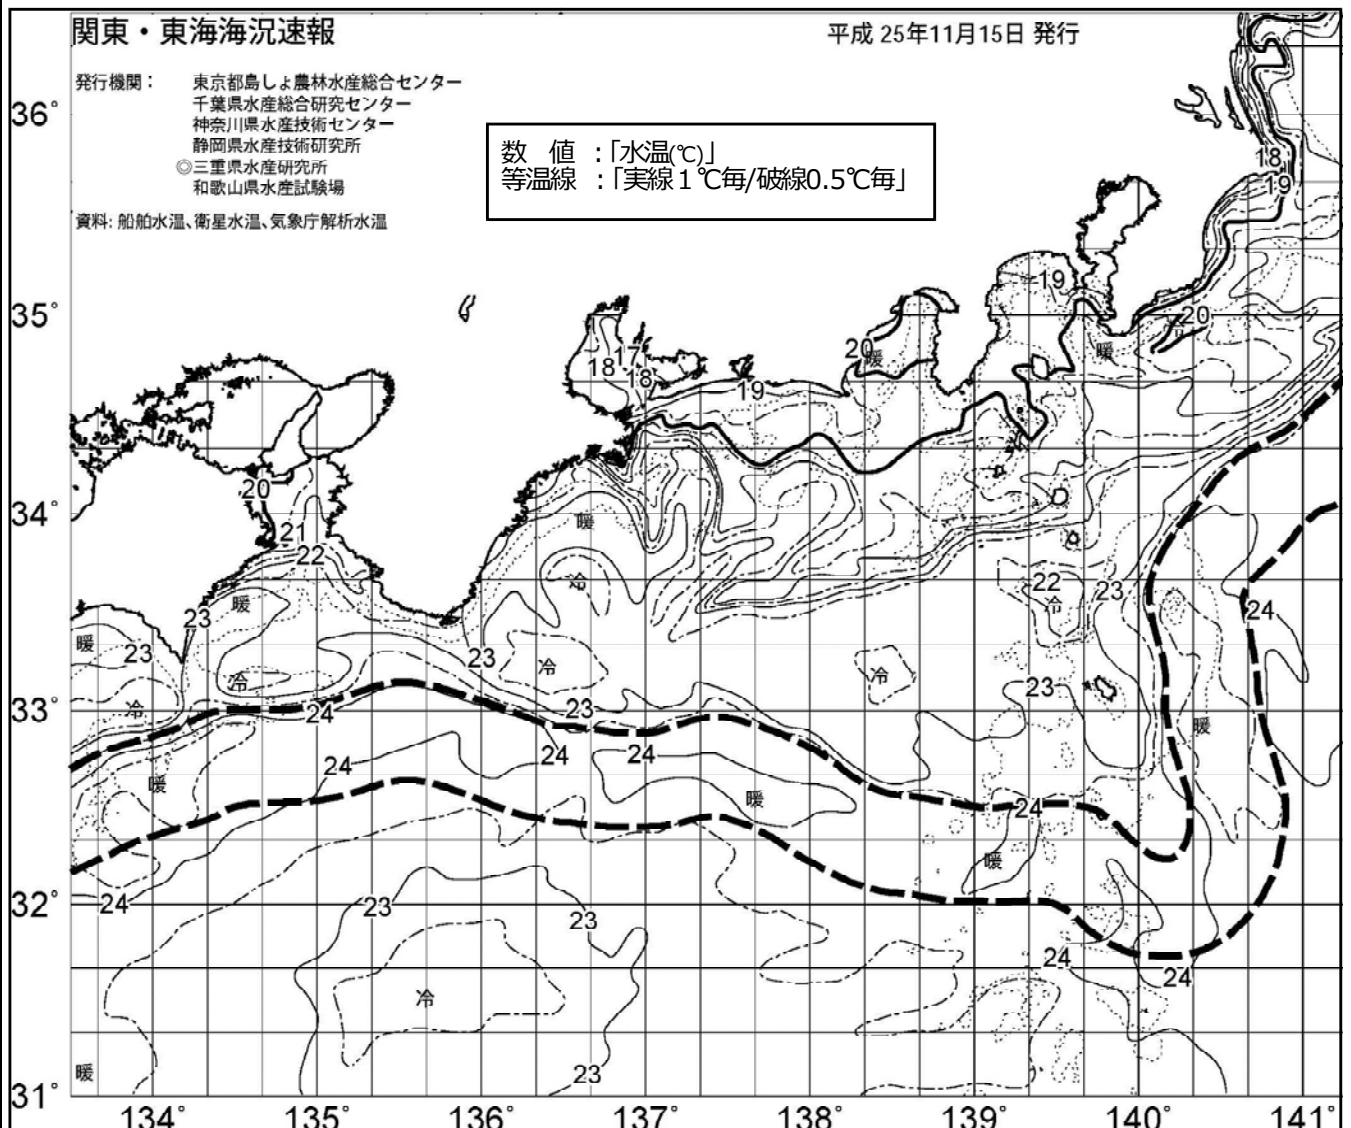 関東・東海海況速報
平成 25年11月15日 発行
発行機関： 東京都島しょ農林水産総合センター
千葉県水産総合研究センター
神奈川県水産技術センター
静岡県水産技術研究所
◎三重県水産研究所
和歌山県水産試験場
資料: 船舶水温、衛星水温、気象庁解析水温
数 値 ：「水温(℃)」
等温線 ：「実線１℃毎/破線0.5℃毎」
36°
18
19
19
35°
20
20
冷
暖
暖
17
18
18
19
20
34°
21
22
暖
冷
22
冷
23
24
23
暖
暖
23
23
冷
冷
冷
冷
23
33°
24
23
24
24
24
暖
暖
暖
24
暖
32°
24
23
23
24
24
冷
暖
23
31°
134° 135° 136° 137° 138° 139° 140° 141°